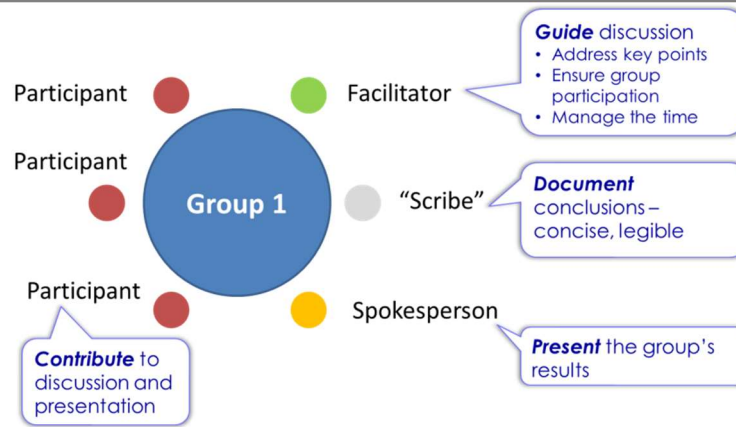 Guide discussion
• Address key points
• Ensure group
participation
• Manage the time
Participant
Facilitator
Participant
Group 1
“Scribe”
Document
conclusions –
concise, legible
Participant
Spokesperson
Contribute to
discussion and
presentation
Present the group’s
results